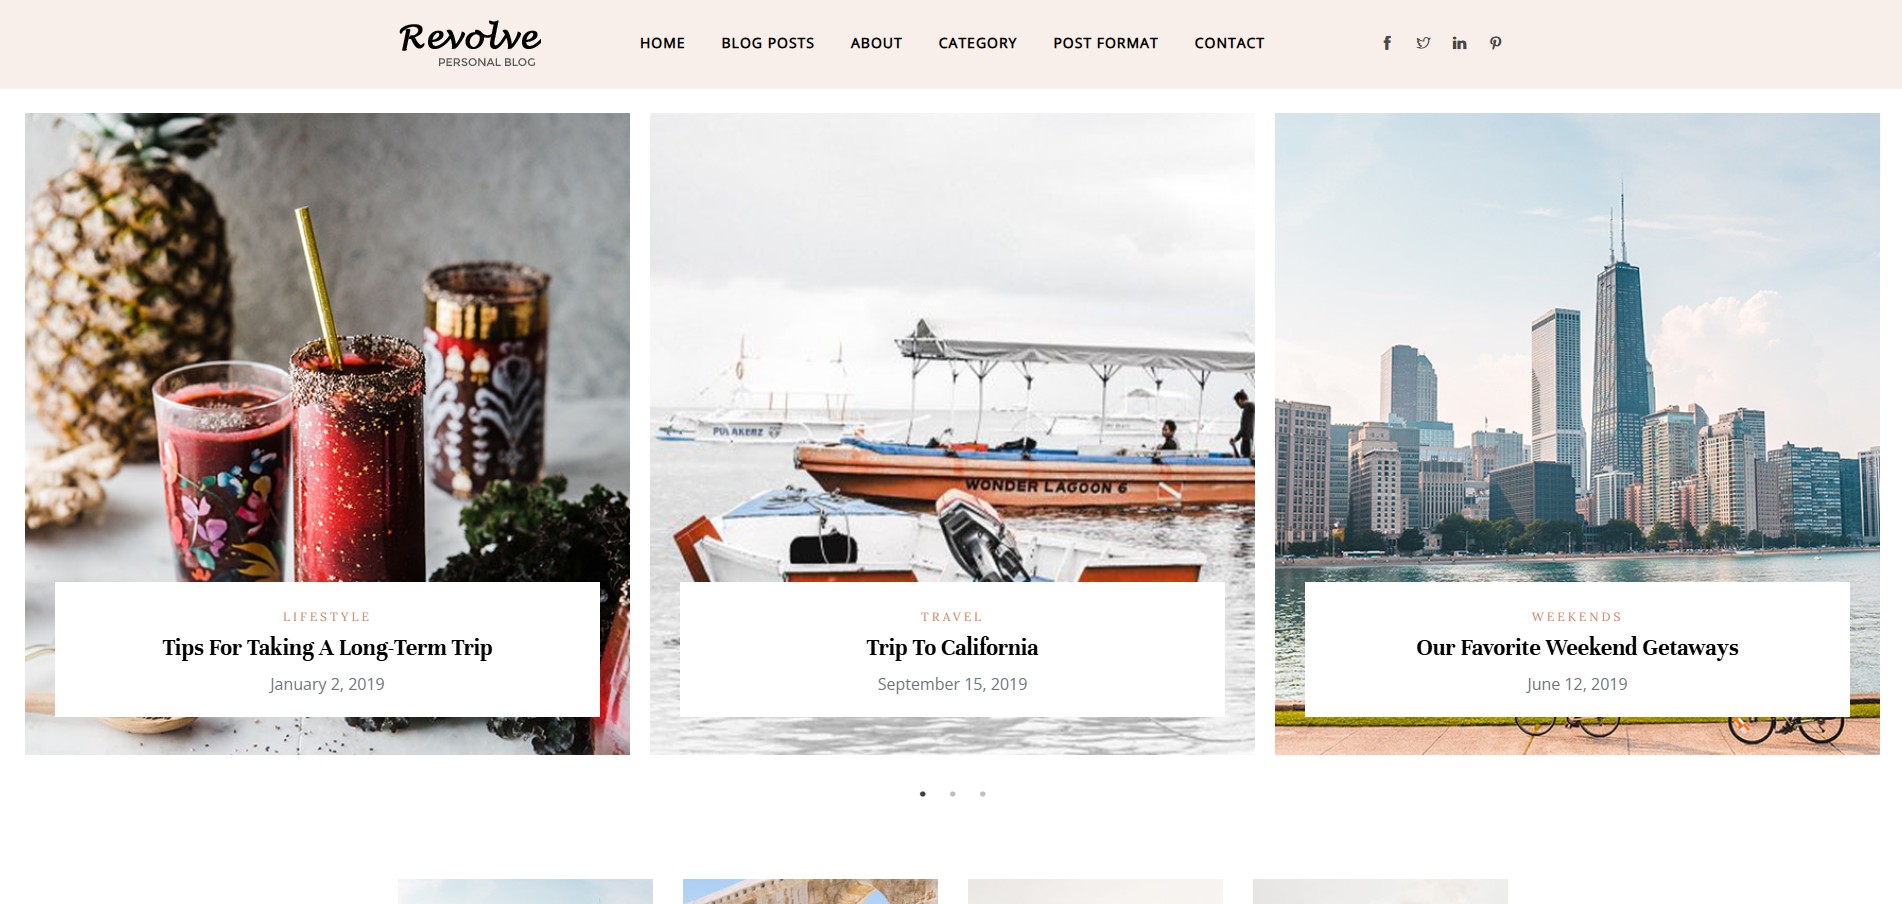 Revolve
PERSONAL BLOG
HOME BLOG POSTS ABOUT CATEGORY POST FORMAT CONTACT
WONDER LAGOON 6
LIFESTYLE
Tips For Taking A Long-Term Trip
January 2, 2019
TRAVEL
Trip To California
September 15, 2019
WEEKENDS
Our Favorite Weekend Getaways
June 12, 2019